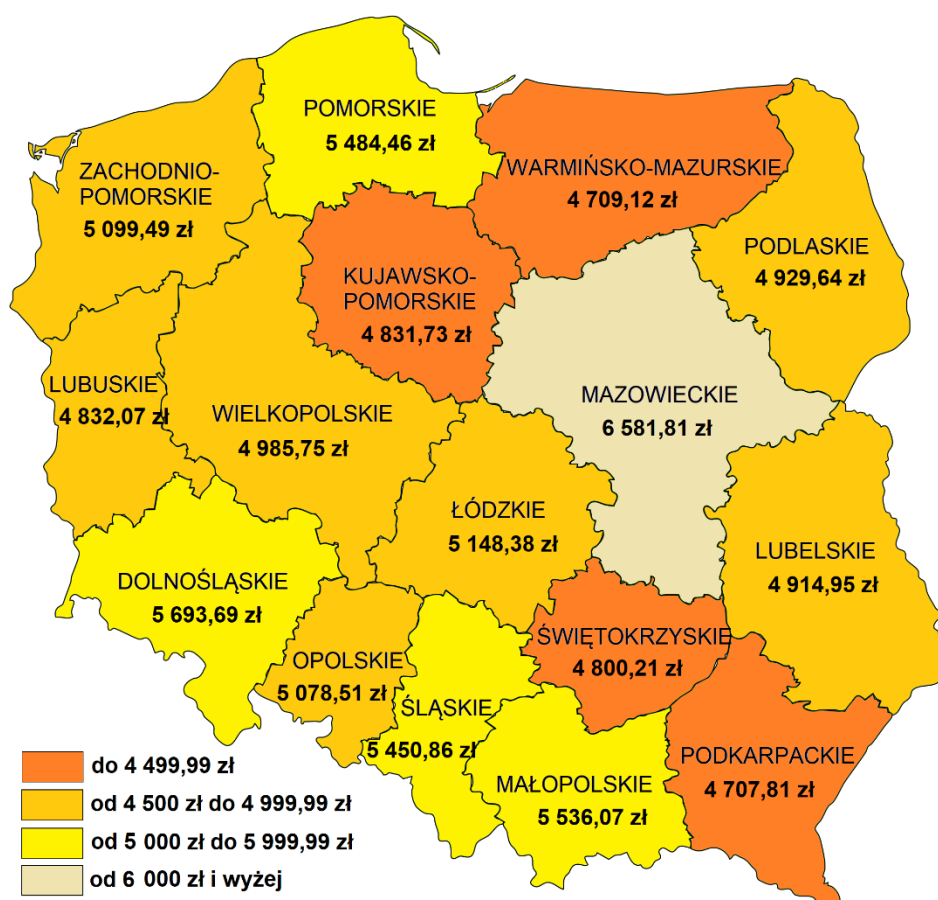 POMORSKIE
5 484,46 zł
WARMIŃSKO-MAZURSKIE
4 709,12 zł
ZACHODNIO-
POMORSKIE
5 099,49 zł
PODLASKIE
4 929,64 zł
KUJAWSKO-
POMORSKIE
4 831,73 zł
LUBUSKIE
4 832,07 zł
WIELKOPOLSKIE
4 985,75 zł
MAZOWIECKIE
6 581,81 zł
ŁÓDZKIE
5 148,38 zł
LUBELSKIE
4 914,95 zł
DOLNOŚLĄSKIE
5 693,69 zł
OPOLSKIE
5 078,51 zł
ŚWIĘTOKRZYSKIE
4 800,21 zł
ŚLĄSKIE
5 450,86 zł
MAŁOPOLSKIE
5 536,07 zł
PODKARPACKIE
4 707,81 zł
do 4 499,99 zł
od 4 500 zł do 4 999,99 zł
od 5 000 zł do 5 999,99 zł
od 6 000 zł i wyżej